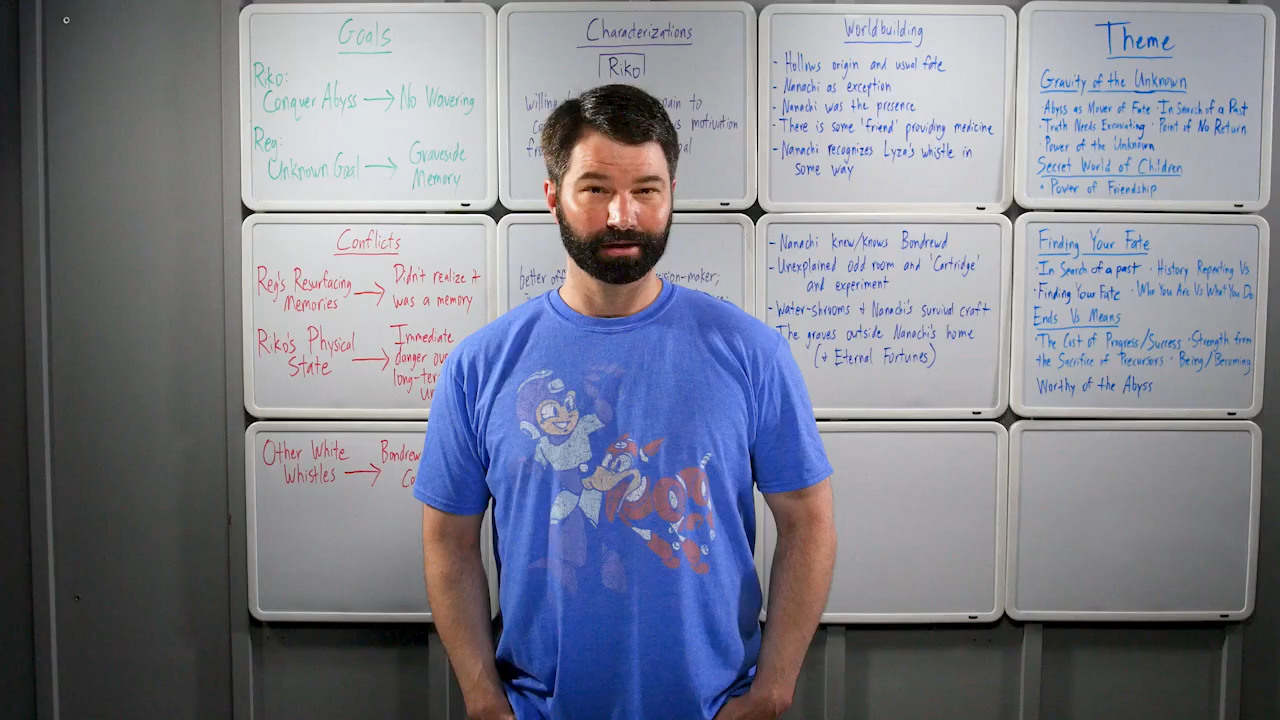 Goals
Riko:
Conquer Abyss → No Wavering
Reg:
Unknown Goal → Graveside
Memory
Characterizations
Riko
willing
to
motivation
Worldbuilding
- Hollows origin and usual fate
- Nanachi as exception
- Nanachi was the presence
- There is some 'friend' providing medicine
- Nanachi recognizes Lyza's whistle in
some way
Theme
Gravity of the Unknown
· Abyss as Mover of Fate · In Search of a Past
· Truth Needs Excavating · Point of No Return
· Power of the Unknown
Secret World of Children
· Power of Friendship
Conflicts
Reg's Resurfacing
Memories → Didn't realize it
was a memory
Riko's Physical
State → Immediate
danger
long-ter
better of
- Nanachi knew/knows Bondrewd
- Unexplained odd room and 'Cartridge'
and experiment
- Water-shrooms + Nanachi's survival craft
- The graves outside Nanachi's home
(+ Eternal Fortunes)
Finding Your Fate
· In Search of a past · History Repeating Vs
· Finding Your Fate · Who You Are Vs What You Do
Ends Vs Means
· The Cost of Progress/Success · Strength from
the Sacrifice of Precursors · Being/Becoming
Worthy of the Abyss
Other White
Whistles → Bondrew